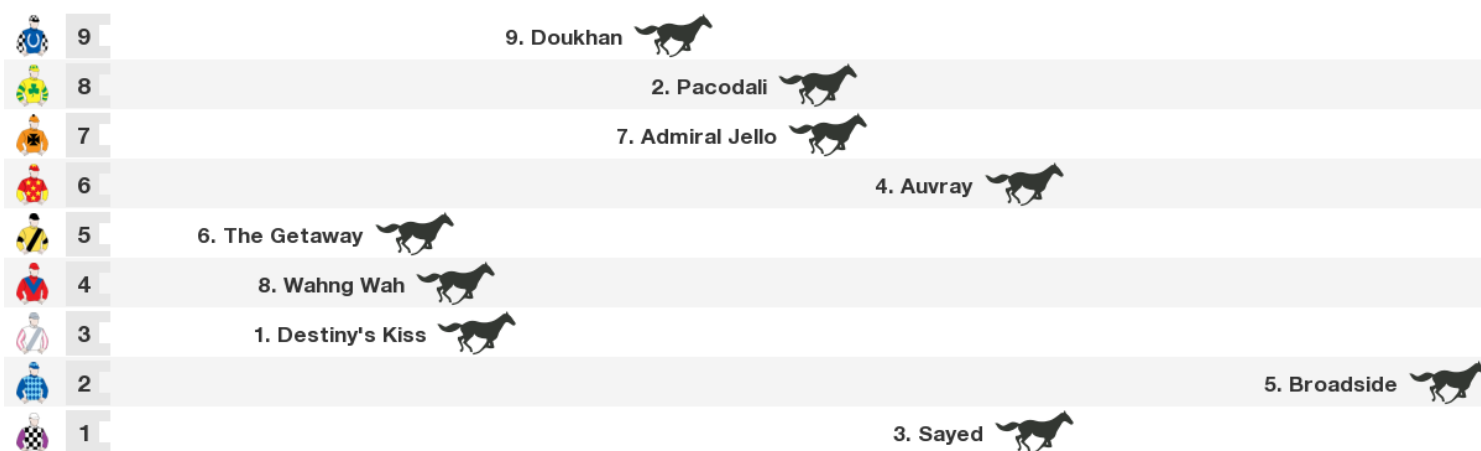 9 9. Doukhan
8 2. Pacodali
7 7. Admiral Jello
6 4. Auvray
5 6. The Getaway
4 8. Wahng Wah
3 1. Destiny's Kiss
2 5. Broadside
1 3. Sayed